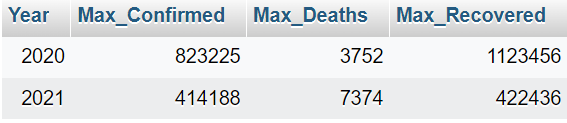 Year Max_Confirmed Max_Deaths Max_Recovered
2020 823225 3752 1123456
2021 414188 7374 422436